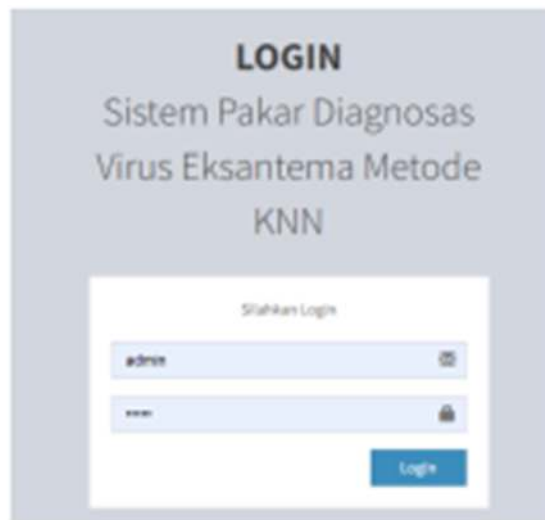 LOGIN
Sistem Pakar Diagnosas
Virus Eksantema Metode
KNN
Silahkan Login
admin
Login